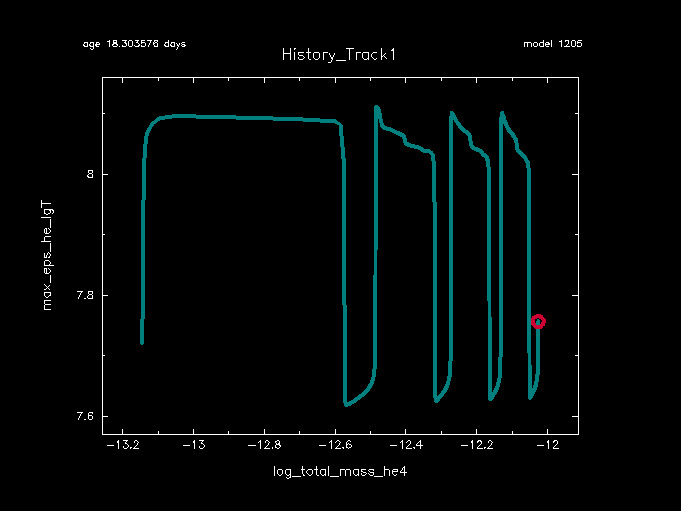 age 18.303576 days
model 1205
History_Track1
8
7.8
7.6
max_eps_he_lgT
-13.2 -13 -12.8 -12.6 -12.4 -12.2 -12
log_total_mass_he4